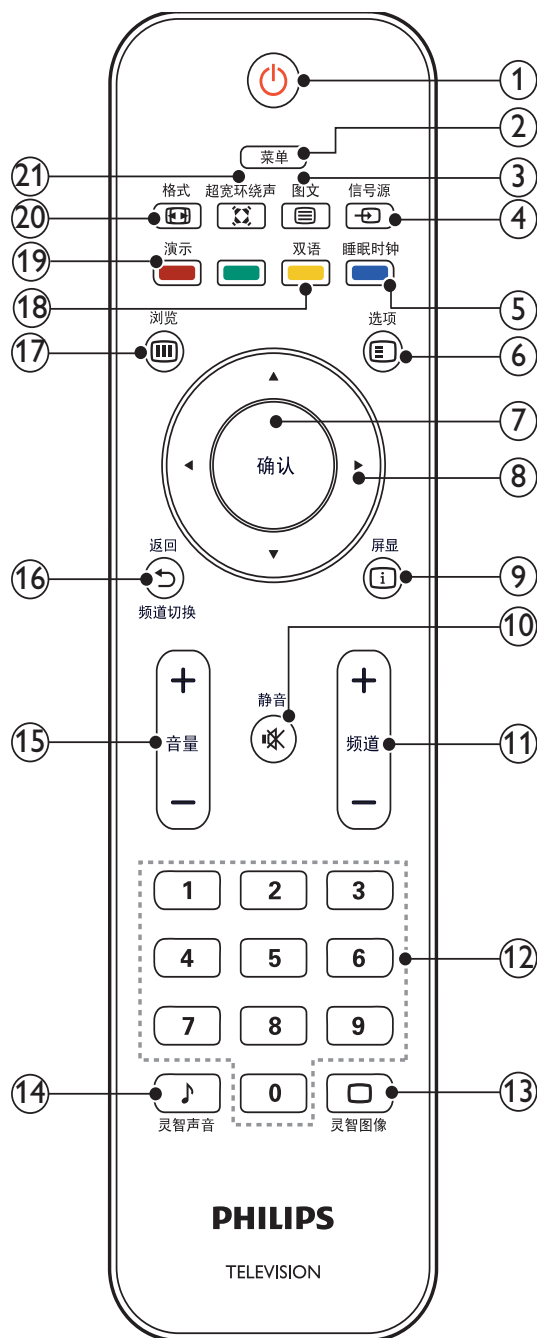 1
菜单
2
21
3
格式 超宽环绕声 图文 信号源
20
4
19
演示 双语 睡眠时钟
18
5
浏览 选项
17
6
7
确认
8
返回 屏显
16
9
频道切换
10
+ +
静音
15
音量 频道
11
− −
1 2 3
4 5 6
12
7 8 9
14
0
13
灵智声音 灵智图像
PHILIPS
TELEVISION